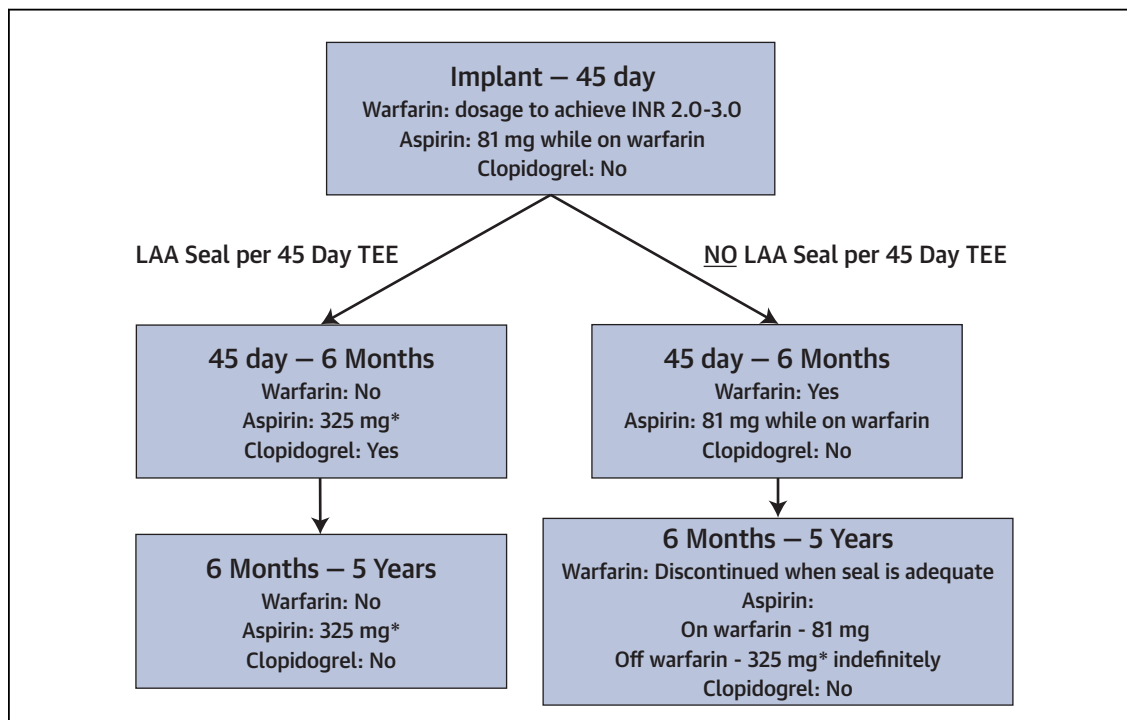 Implant – 45 day
Warfarin: dosage to achieve INR 2.0-3.0
Aspirin: 81 mg while on warfarin
Clopidogrel: No
LAA Seal per 45 Day TEE
NO LAA Seal per 45 Day TEE
45 day – 6 Months
Warfarin: No
Aspirin: 325 mg*
Clopidogrel: Yes
45 day – 6 Months
Warfarin: Yes
Aspirin: 81 mg while on warfarin
Clopidogrel: No
6 Months – 5 Years
Warfarin: No
Aspirin: 325 mg*
Clopidogrel: No
6 Months – 5 Years
Warfarin: Discontinued when seal is adequate
Aspirin:
On warfarin - 81 mg
Off warfarin - 325 mg* indefinitely
Clopidogrel: No